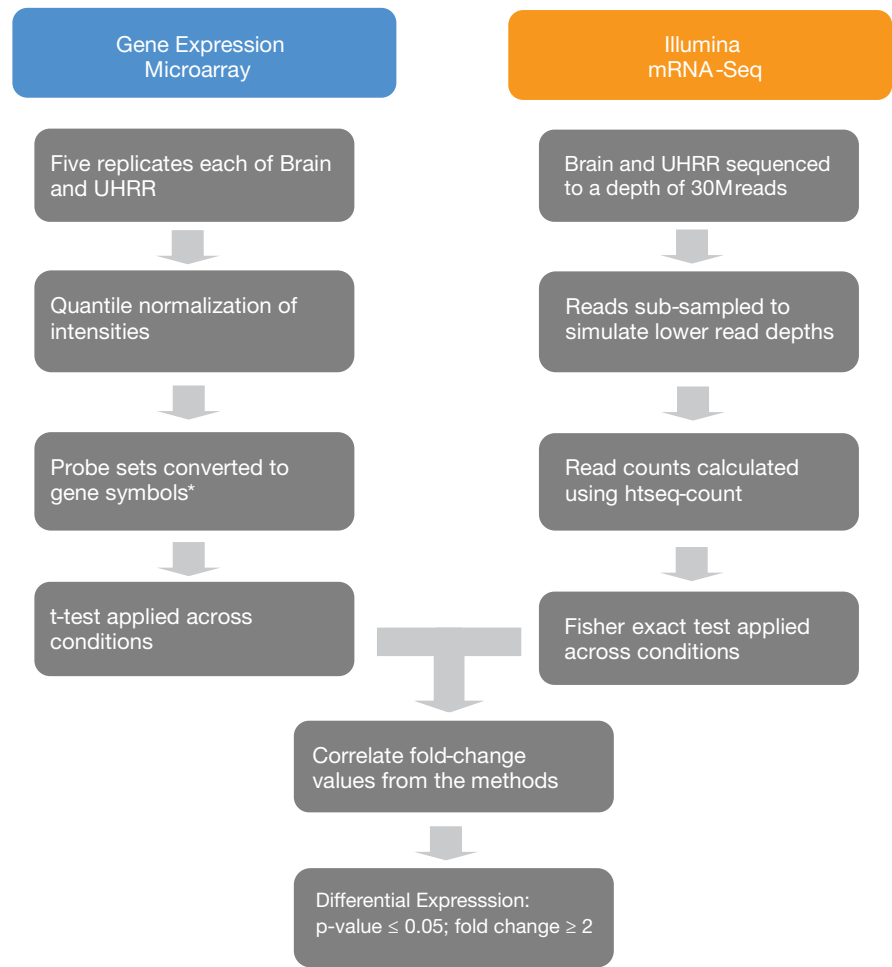 Gene Expression
Microarray
Illumina
mRNA-Seq
Five replicates each of Brain
and UHRR
Brain and UHRR sequenced
to a depth of 30M reads
Quantile normalization of
intensities
Reads sub-sampled to
simulate lower read depths
Probe sets converted to
gene symbols*
Read counts calculated
using htseq-count
t-test applied across
conditions
Fisher exact test applied
across conditions
Correlate fold-change
values from the methods
Differential Expresssion:
p-value ≤ 0.05; fold change ≥ 2